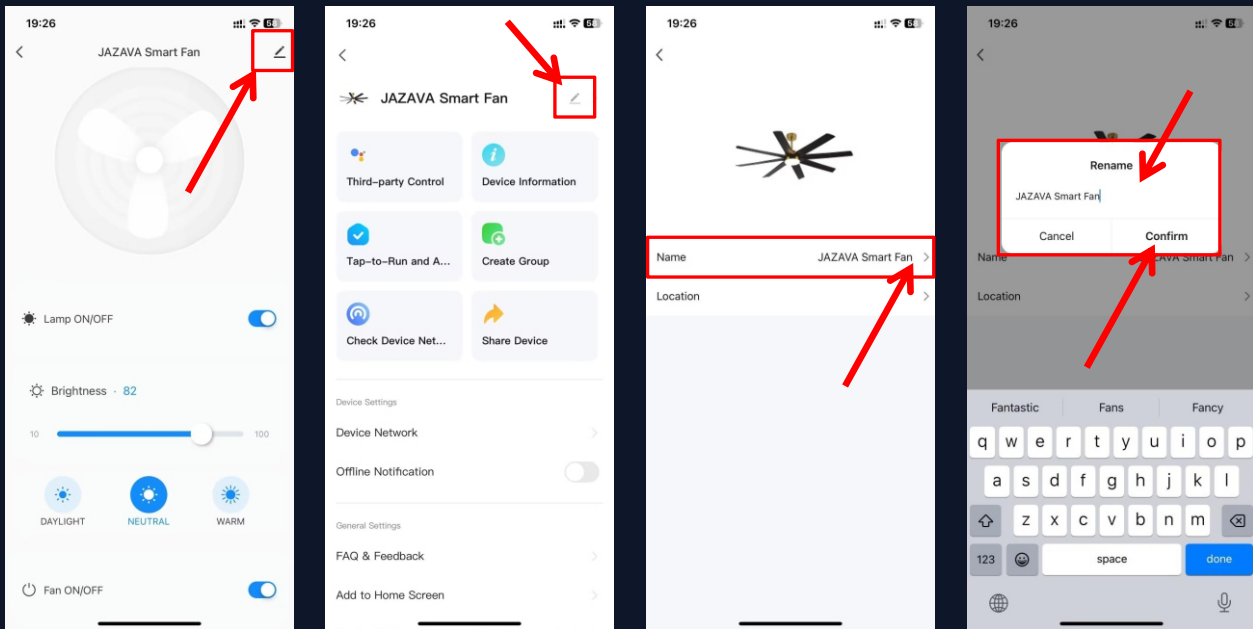 19:26
JAZAVA Smart Fan
Lamp ON/OFF
Brightness · 82
10
100
DAYLIGHT
NEUTRAL
WARM
Fan ON/OFF
19:26
JAZAVA Smart Fan
Third-party Control
Device Information
Tap-to-Run and A...
Create Group
Check Device Net...
Share Device
Device Settings
Device Network
Offline Notification
General Settings
FAQ & Feedback
Add to Home Screen
19:26
Name
JAZAVA Smart Fan
Location
19:26
Rename
JAZAVA Smart Fan
Cancel
Confirm
Name
Smart Fan
Location
Fantastic
Fans
Fancy
q w e r t y u i o p
a s d f g h j k l
z x c v b n m
123
space
done